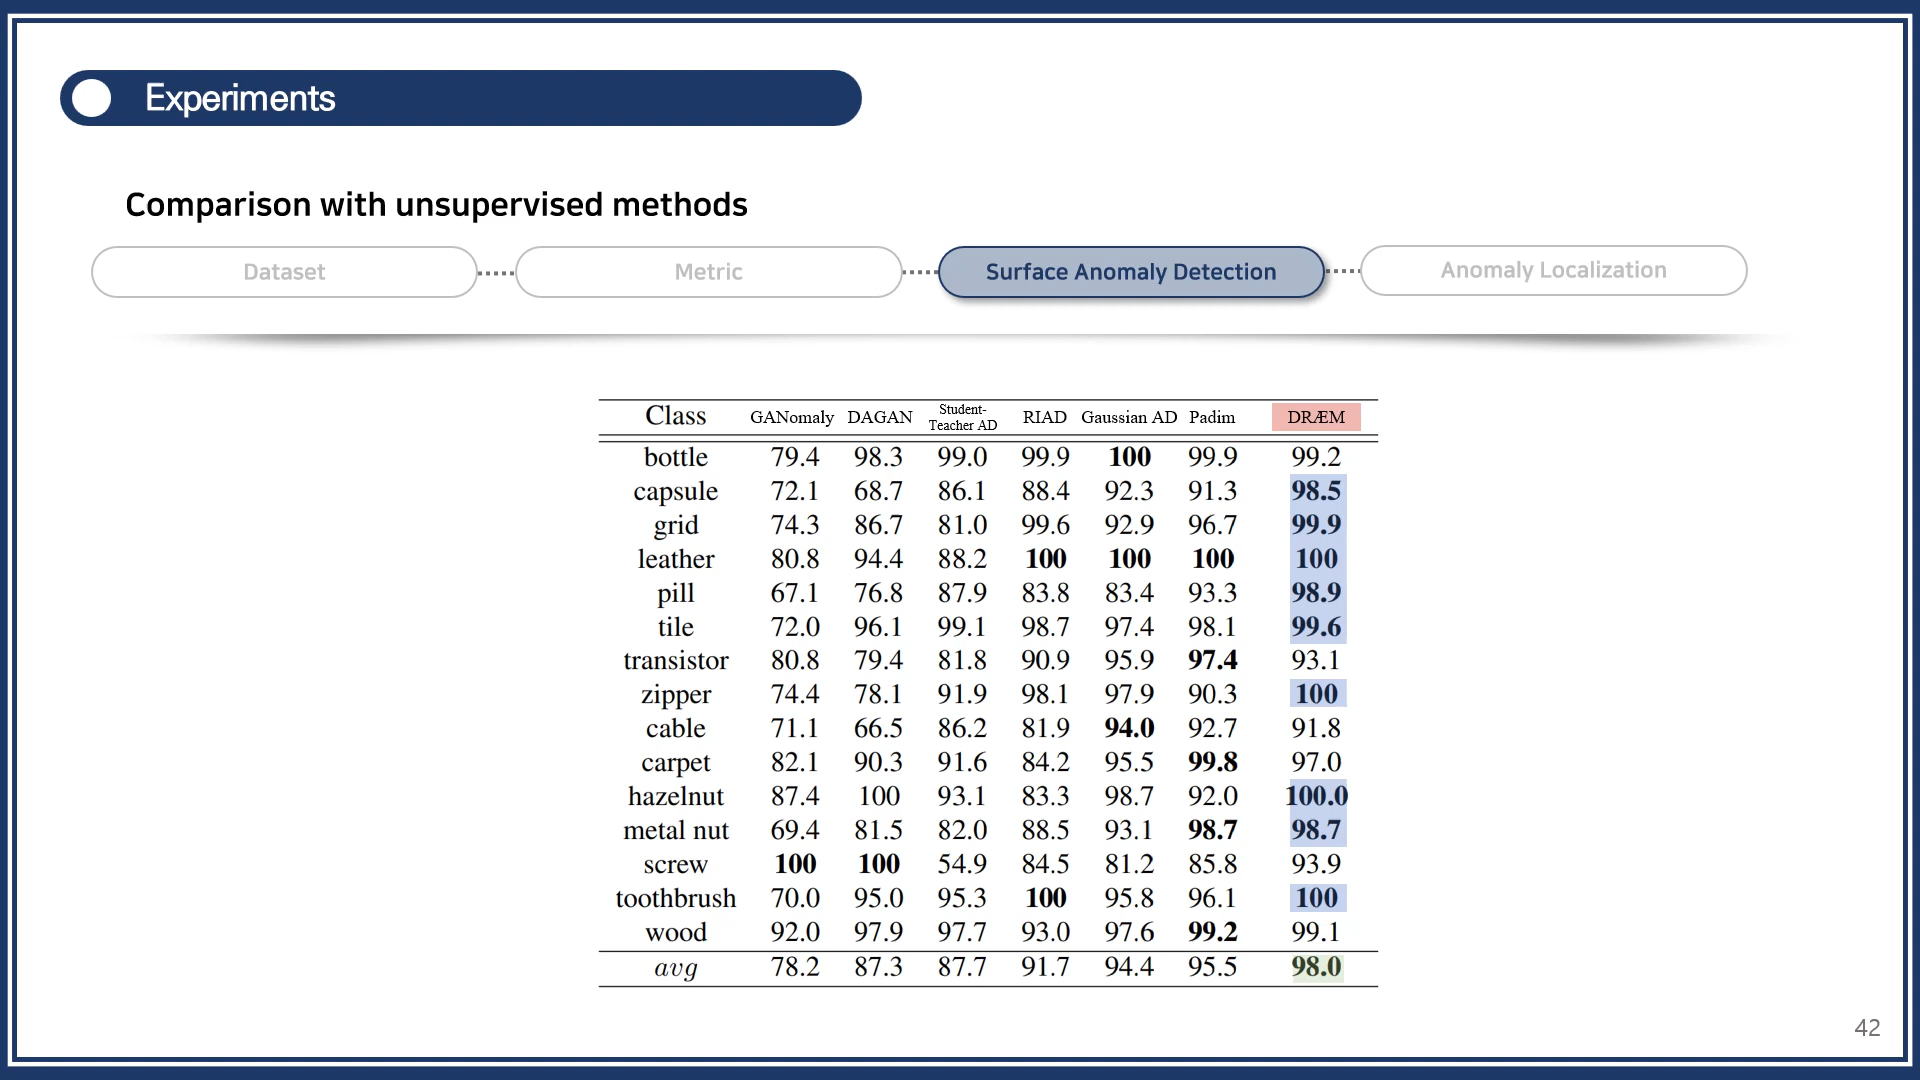 Experiments
Comparison with unsupervised methods
Dataset Metric Surface Anomaly Detection Anomaly Localization
Class GANomaly DAGAN Student-Teacher AD RIAD Gaussian AD Padim DRÆM
bottle 79.4 98.3 99.0 99.9 100 99.9 99.2
capsule 72.1 68.7 86.1 88.4 92.3 91.3 98.5
grid 74.3 86.7 81.0 99.6 92.9 96.7 99.9
leather 80.8 94.4 88.2 100 100 100 100
pill 67.1 76.8 87.9 83.8 83.4 93.3 98.9
tile 72.0 96.1 99.1 98.7 97.4 98.1 99.6
transistor 80.8 79.4 81.8 90.9 95.9 97.4 93.1
zipper 74.4 78.1 91.9 98.1 97.9 90.3 100
cable 71.1 66.5 86.2 81.9 94.0 92.7 91.8
carpet 82.1 90.3 91.6 84.2 95.5 99.8 97.0
hazelnut 87.4 100 93.1 83.3 98.7 92.0 100.0
metal nut 69.4 81.5 82.0 88.5 93.1 98.7 98.7
screw 100 100 54.9 84.5 81.2 85.8 93.9
toothbrush 70.0 95.0 95.3 100 95.8 96.1 100
wood 92.0 97.9 97.7 93.0 97.6 99.2 99.1
avg 78.2 87.3 87.7 91.7 94.4 95.5 98.0
42